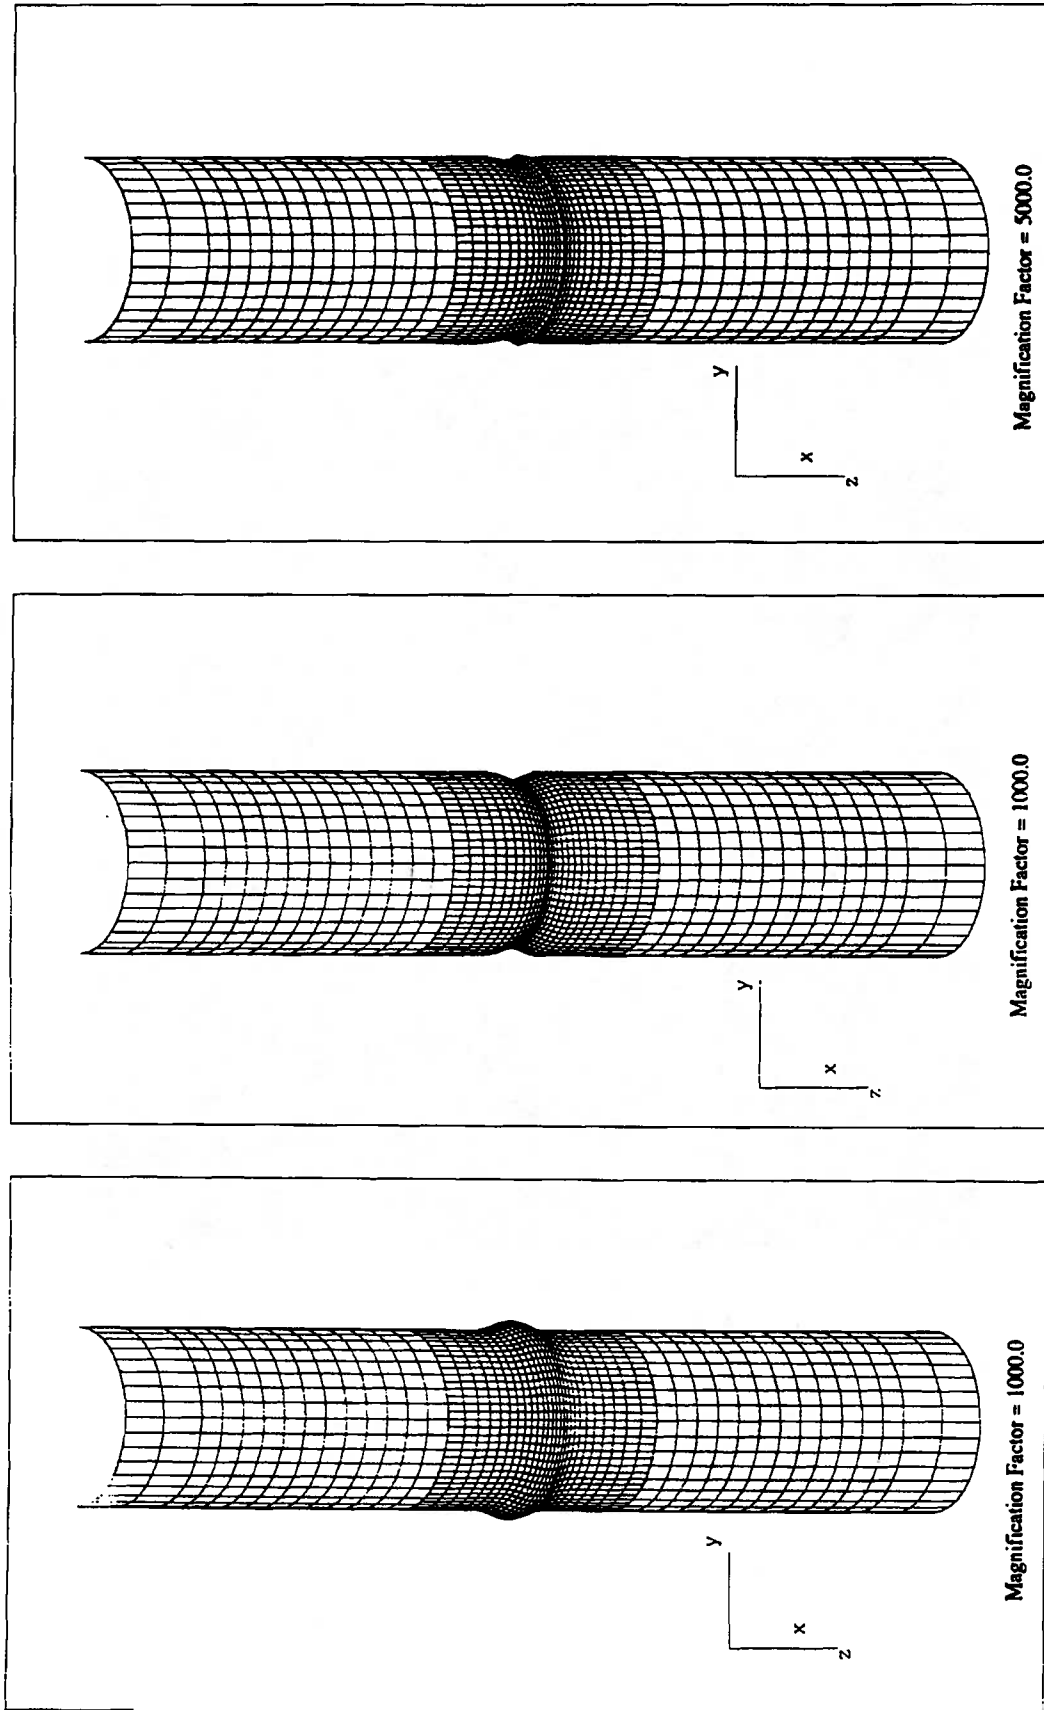 y
x
z
Magnification Factor = 5000.0
y
x
z
Magnification Factor = 1000.0
y
x
z
Magnification Factor = 1000.0